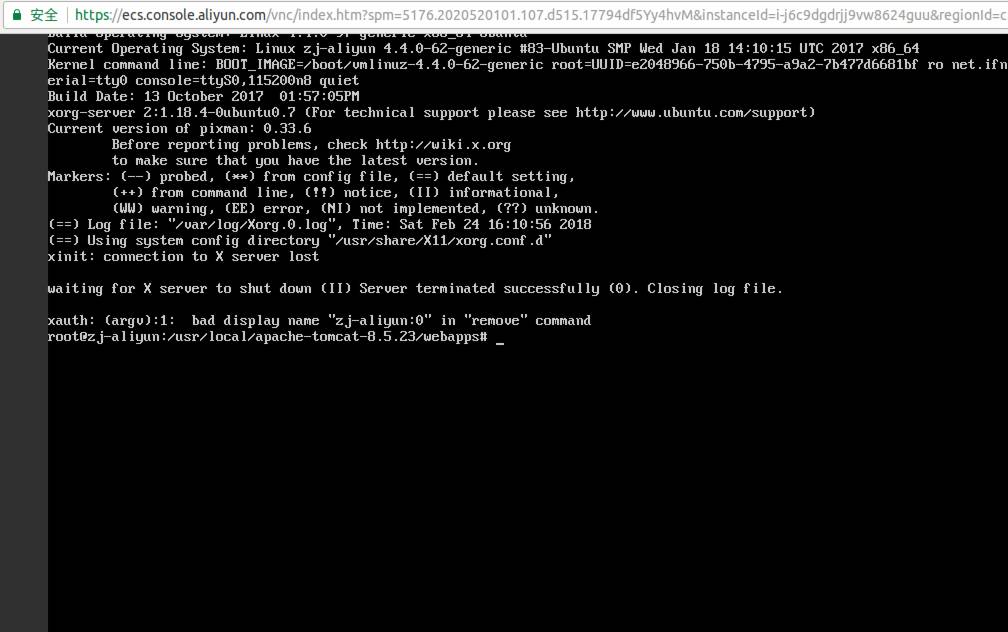 安全 https://ecs.console.aliyun.com/vnc/index.htm?spm=5176.2020520101.107.d515.17794df5Yy4hvM&instanceId=i-j6c9dgdrjj9vw8624guu&regionId=c
Current Operating System: Linux zj-aliyun 4.4.0-62-generic #83-Ubuntu SMP Wed Jan 18 14:10:15 UTC 2017 x86_64
Kernel command line: BOOT_IMAGE=/boot/vmlinuz-4.4.0-62-generic root=UUID=e2048966-750b-4795-a9a2-7b477d6681bf ro net.ifn
erial=tty0 console=ttyS0,115200n8 quiet
Build Date: 13 October 2017  01:57:05PM
xorg-server 2:1.18.4-0ubuntu0.7 (For technical support please see http://www.ubuntu.com/support)
Current version of pixman: 0.33.6
Before reporting problems, check http://wiki.x.org
to make sure that you have the latest version.
Markers: (--) probed, (**) from config file, (==) default setting,
(++) from command line, (!!) notice, (II) informational,
(WW) warning, (EE) error, (NI) not implemented, (??) unknown.
(==) Log file: "/var/log/Xorg.0.log", Time: Sat Feb 24 16:10:56 2018
(==) Using system config directory "/usr/share/X11/xorg.conf.d"
xinit: connection to X server lost
waiting for X server to shut down (II) Server terminated successfully (0). Closing log file.
xauth: (argv):1:  bad display name "zj-aliyun:0" in "remove" command
root@zj-aliyun:/usr/local/apache-tomcat-8.5.23/webapps# _